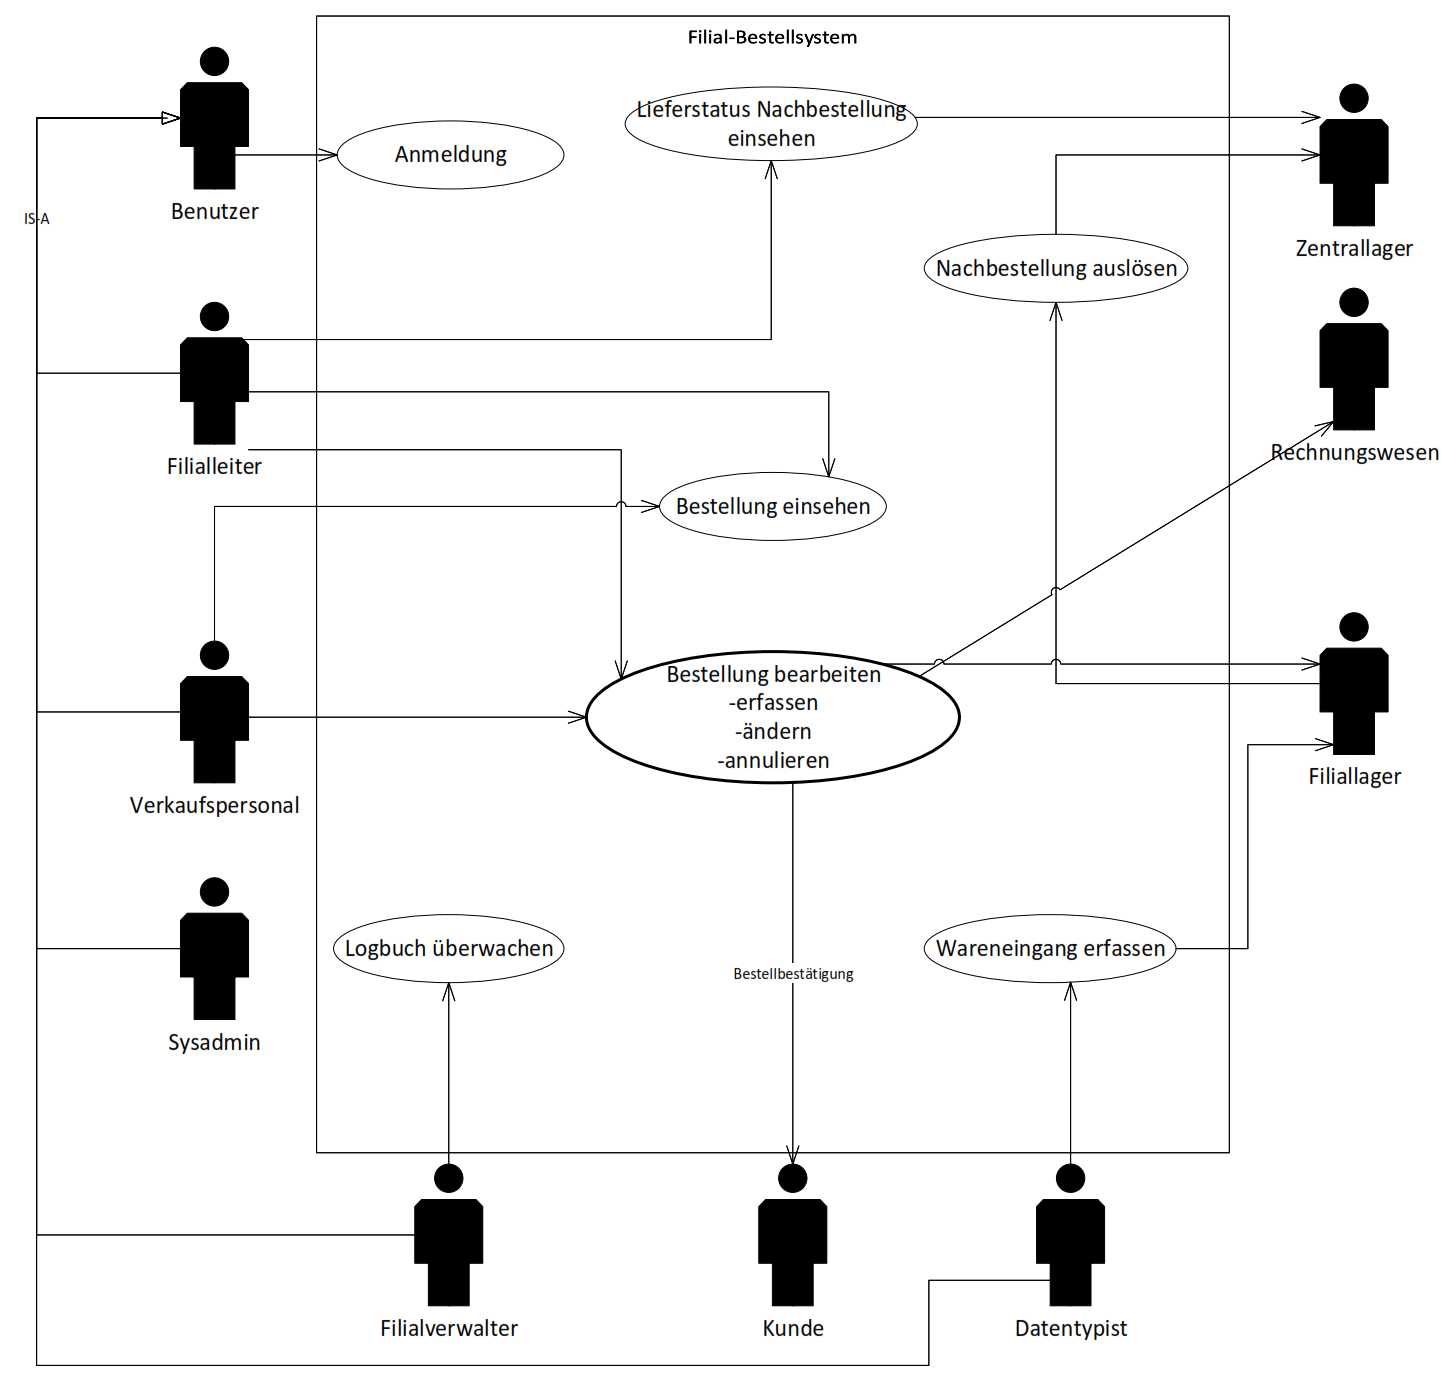 Filial-Bestellsystem
Lieferstatus Nachbestellung
einsehen
Anmeldung
Benutzer
IS-A
Zentrallager
Nachbestellung auslösen
Filialleiter
Rechnungswesen
Bestellung einsehen
Bestellung bearbeiten
-erfassen
-ändern
-annulieren
Filiallager
Verkaufspersonal
Logbuch überwachen
Wareneingang erfassen
Bestellbestätigung
Sysadmin
Filialverwalter
Kunde
Datentypist